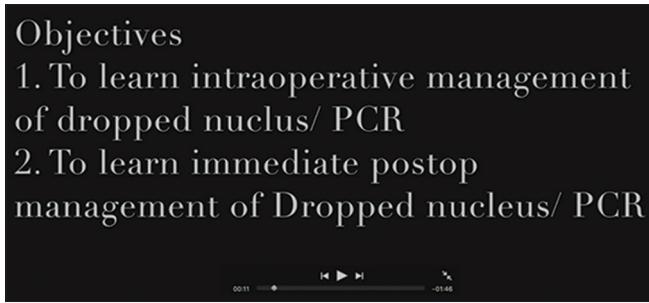 Objectives
1. To learn intraoperative management
of dropped nuclus/ PCR
2. To learn immediate postop
management of Dropped nucleus/ PCR
00:11
-01:46